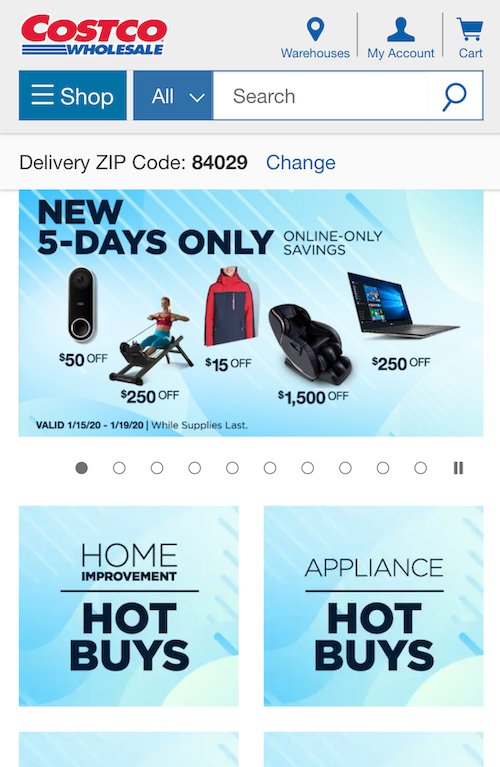 COSTCO
WHOLESALE
Warehouses
My Account
Cart
Shop
All
Search
Delivery ZIP Code: 84029 Change
NEW
5-DAYS ONLY
ONLINE-ONLY
SAVINGS
$50 OFF
$250 OFF
$15 OFF
$1,500 OFF
$250 OFF
VALID 1/15/20 - 1/19/20 | While Supplies Last.
HOME
IMPROVEMENT
HOT
BUYS
APPLIANCE
HOT
BUYS